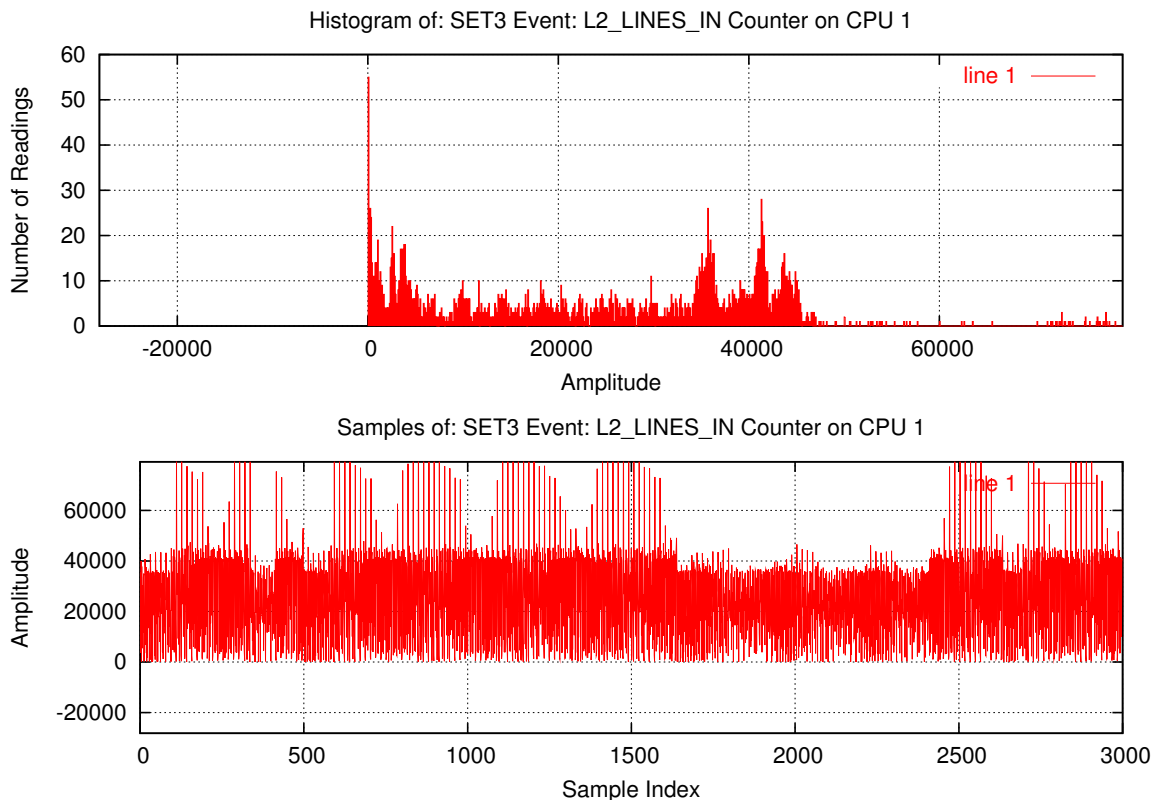 Histogram of: SET3 Event: L2_LINES_IN Counter on CPU 1
60
50
40
30
20
10
0
Number of Readings
line 1
-20000 0 20000 40000 60000
Amplitude
Samples of: SET3 Event: L2_LINES_IN Counter on CPU 1
60000
40000
20000
0
-20000
Amplitude
line 1
0 500 1000 1500 2000 2500 3000
Sample Index